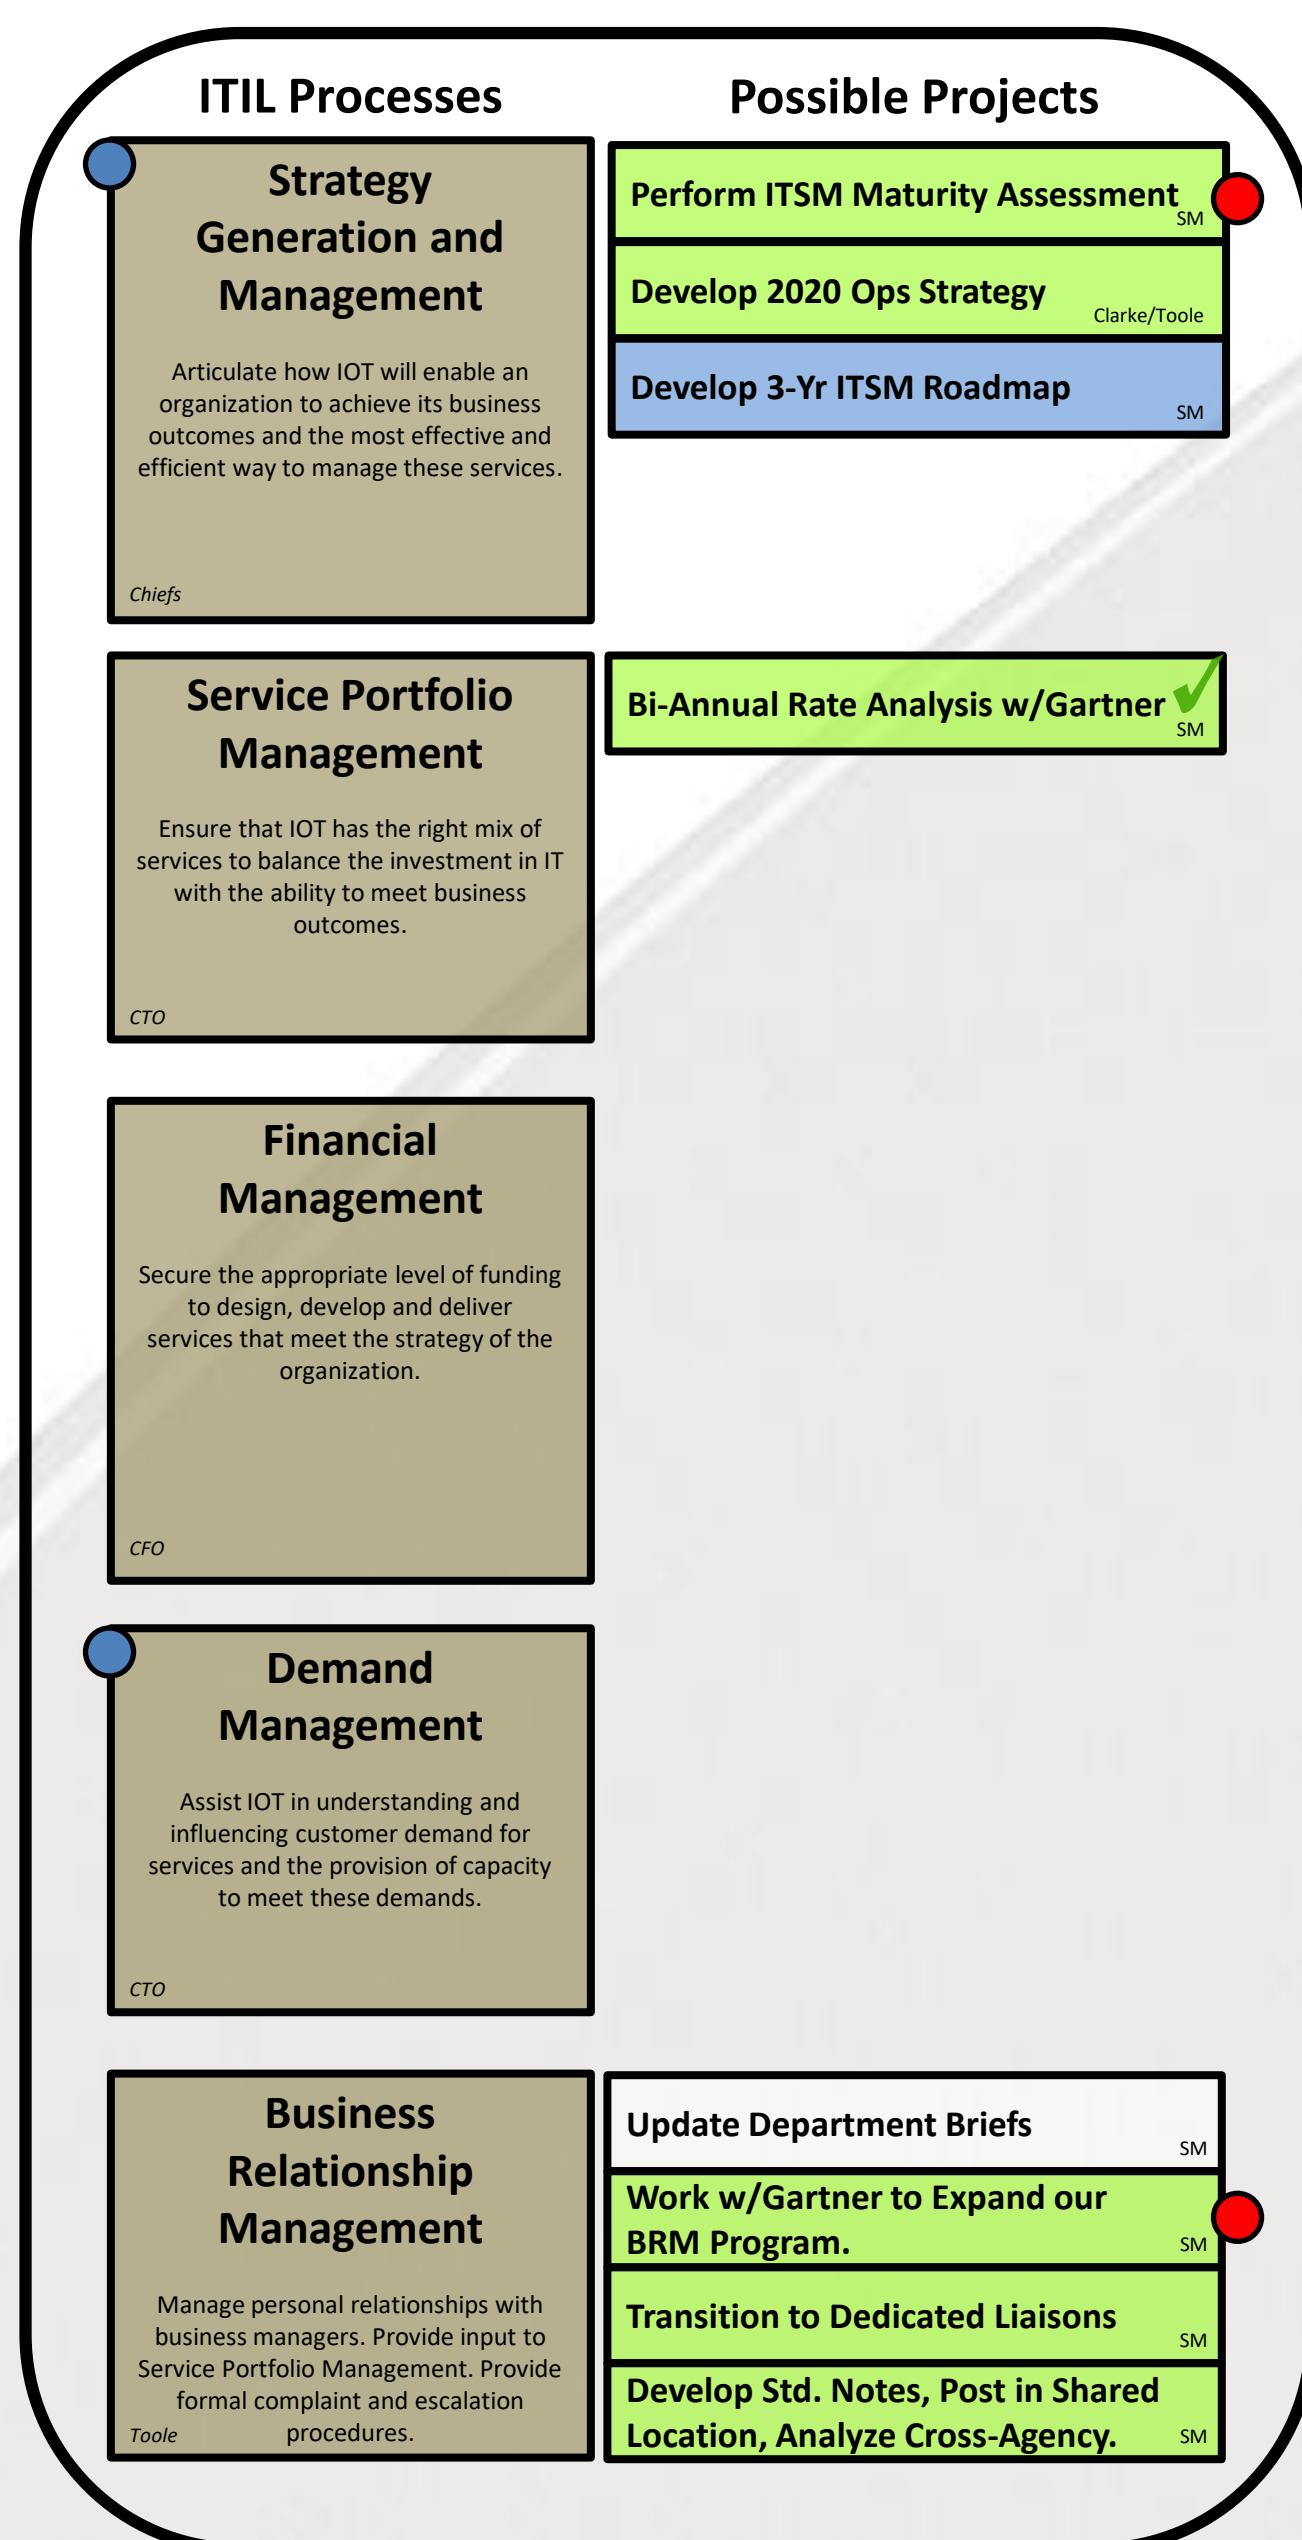 ITIL Processes
Possible Projects
Strategy
Generation and
Management
Articulate how IOT will enable an
organization to achieve its business
outcomes and the most effective and
efficient way to manage these services.
Chiefs
Perform ITSM Maturity Assessment
SM
Develop 2020 Ops Strategy
Clarke/Toole
Develop 3-Yr ITSM Roadmap
SM
Service Portfolio
Management
Ensure that IOT has the right mix of
services to balance the investment in IT
with the ability to meet business
outcomes.
CTO
Bi-Annual Rate Analysis w/Gartner
SM
Financial
Management
Secure the appropriate level of funding
to design, develop and deliver
services that meet the strategy of the
organization.
CFO
Demand
Management
Assist IOT in understanding and
influencing customer demand for
services and the provision of capacity
to meet these demands.
CTO
Business
Relationship
Management
Manage personal relationships with
business managers. Provide input to
Service Portfolio Management. Provide
formal complaint and escalation
procedures.
Toole
Update Department Briefs
SM
Work w/Gartner to Expand our
BRM Program.
SM
Transition to Dedicated Liaisons
SM
Develop Std. Notes, Post in Shared
Location, Analyze Cross-Agency.
SM